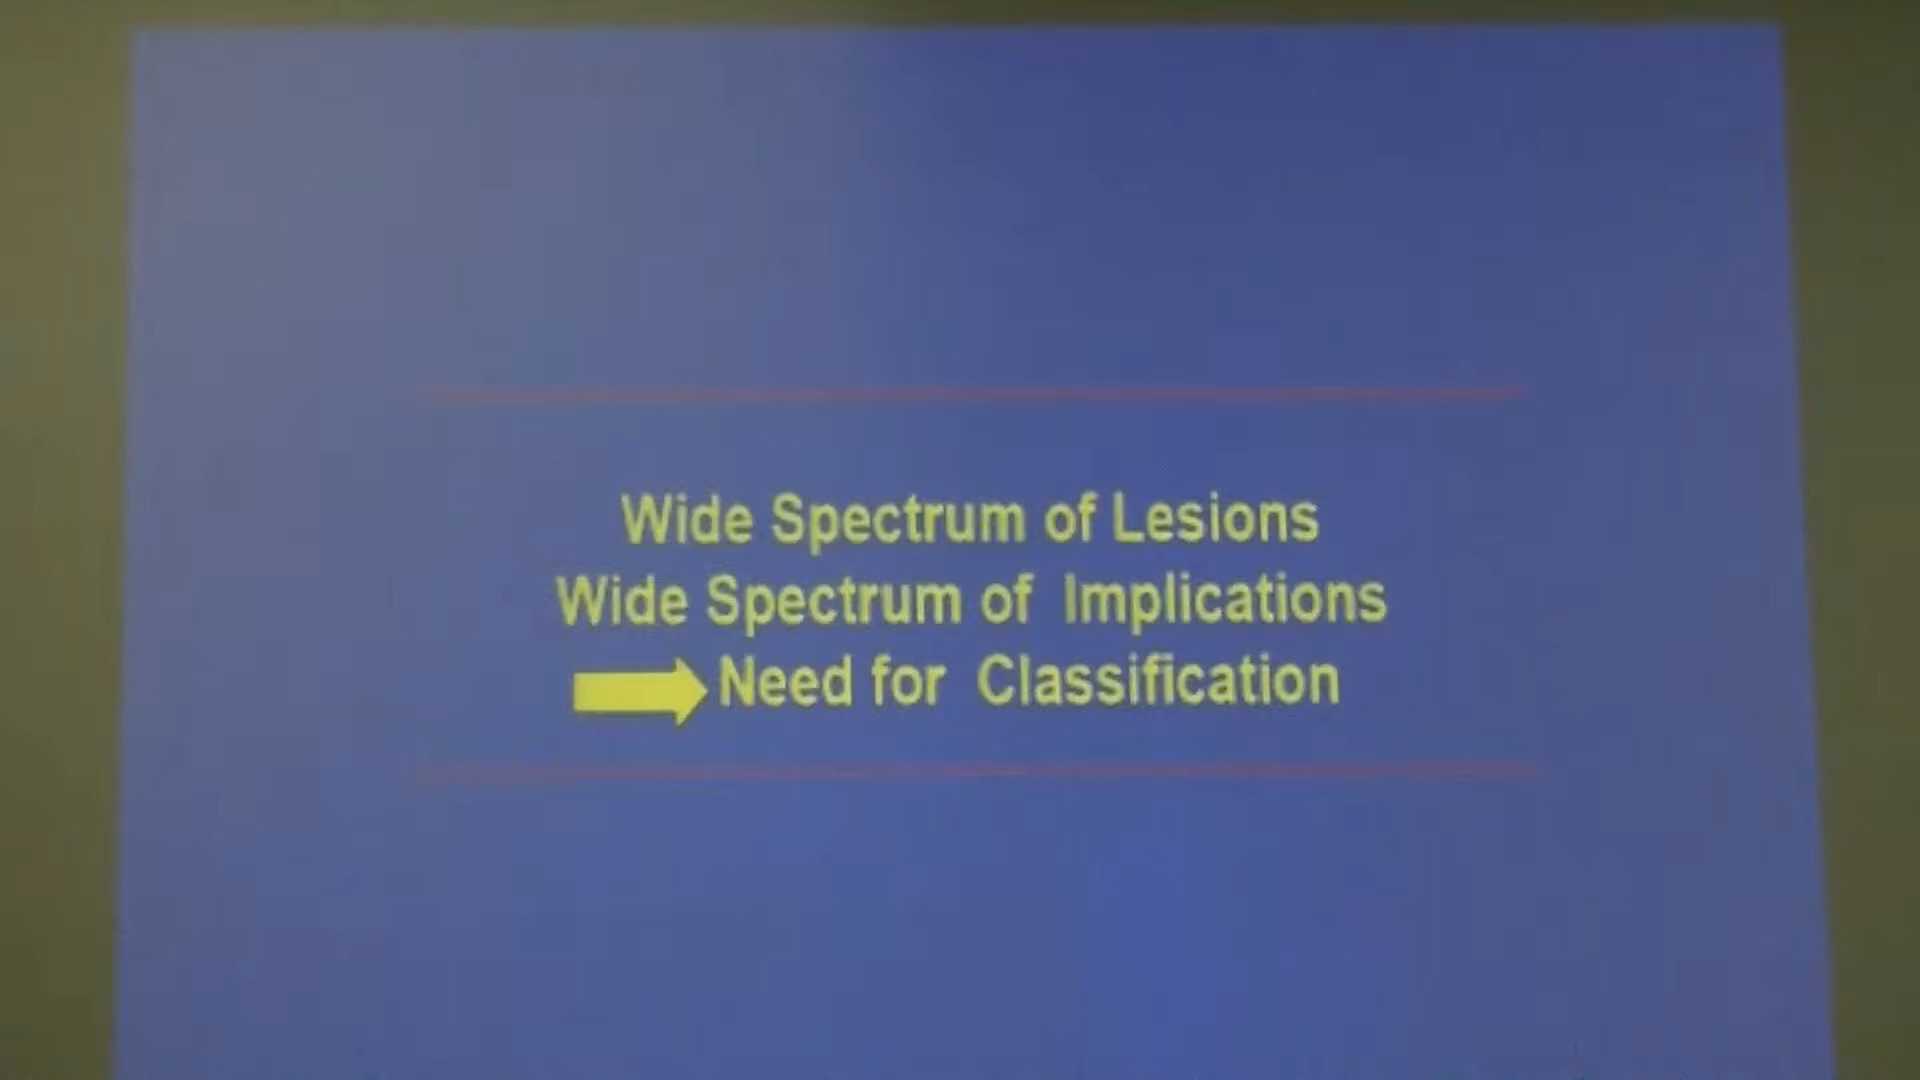 Wide Spectrum of Lesions
Wide Spectrum of Implications
Need for Classification